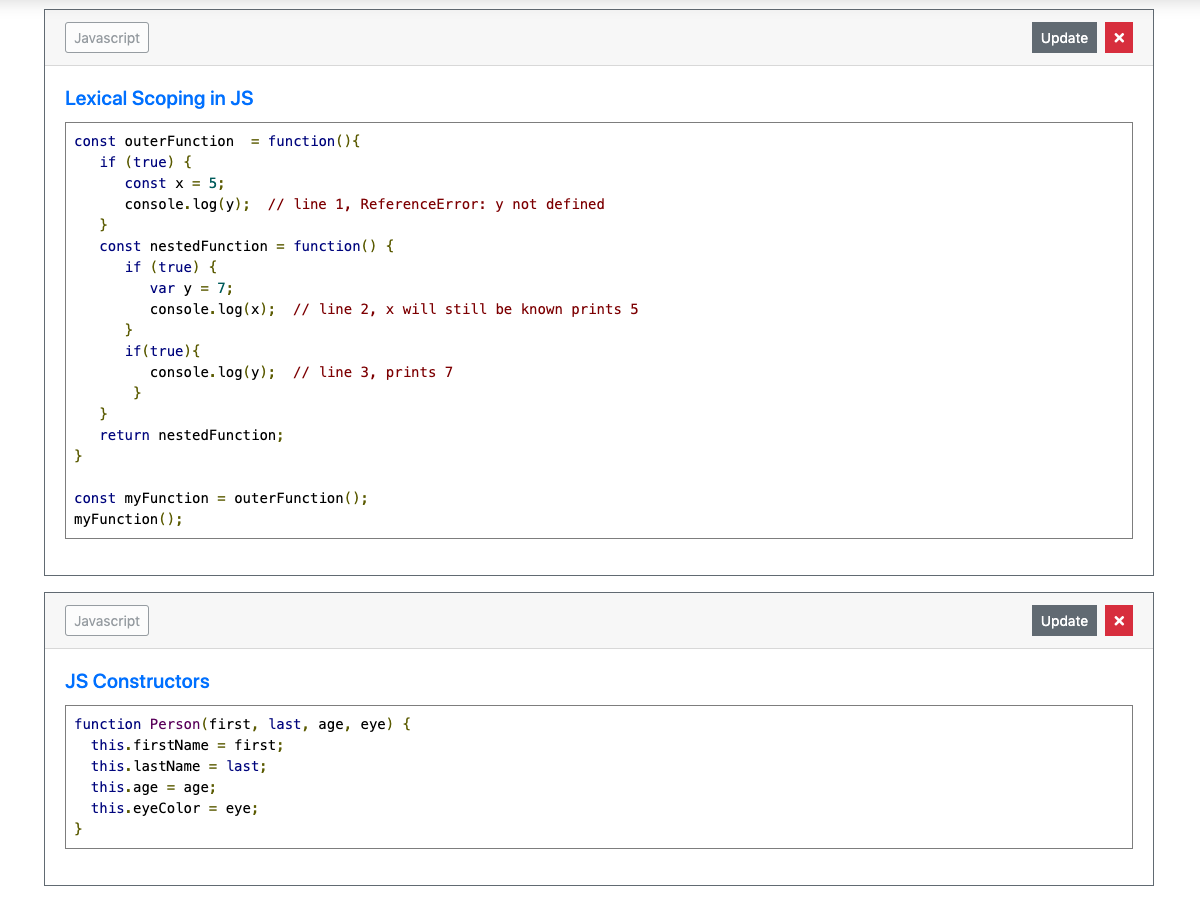 Javascript
Update ×
Lexical Scoping in JS
const outerFunction  = function(){
   if (true) {
      const x = 5;
      console.log(y);  // line 1, ReferenceError: y not defined
   }
   const nestedFunction = function() {
      if (true) {
         var y = 7;
         console.log(x);  // line 2, x will still be known prints 5
      }
      if(true){
         console.log(y);  // line 3, prints 7
       }
   }
   return nestedFunction;
}

const myFunction = outerFunction();
myFunction();
Javascript
Update ×
JS Constructors
function Person(first, last, age, eye) {
  this.firstName = first;
  this.lastName = last;
  this.age = age;
  this.eyeColor = eye;
}